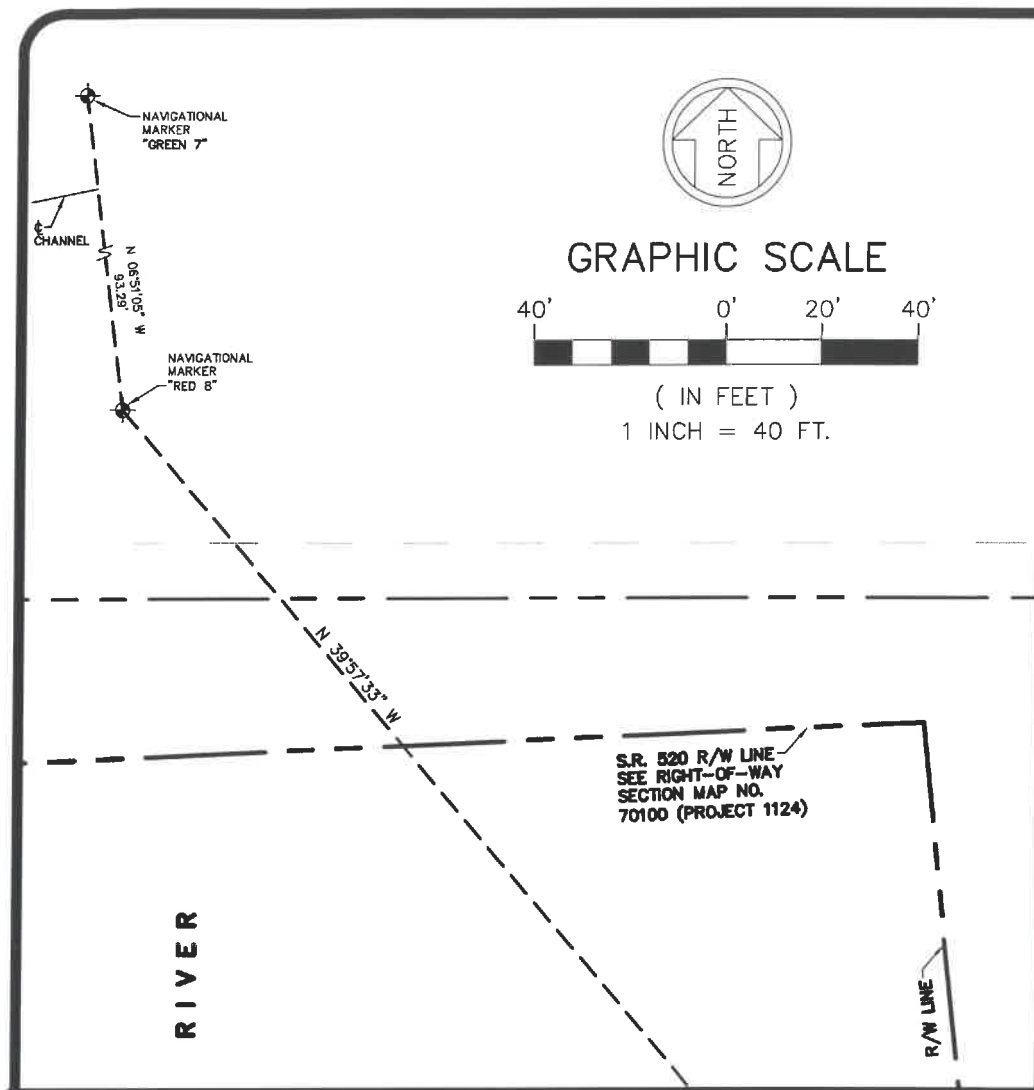 NAVIGATIONAL
MARKER
"GREEN 7"
NORTH
℄
CHANNEL
N 06°51'05" W
93.29'
GRAPHIC SCALE
40' 0' 20' 40'
( IN FEET )
1 INCH = 40 FT.
NAVIGATIONAL
MARKER
"RED 8"
N 39°57'33" W
S.R. 520 R/W LINE
SEE RIGHT-OF-WAY
SECTION MAP NO.
70100 (PROJECT 1124)
RIVER
R/W LINE